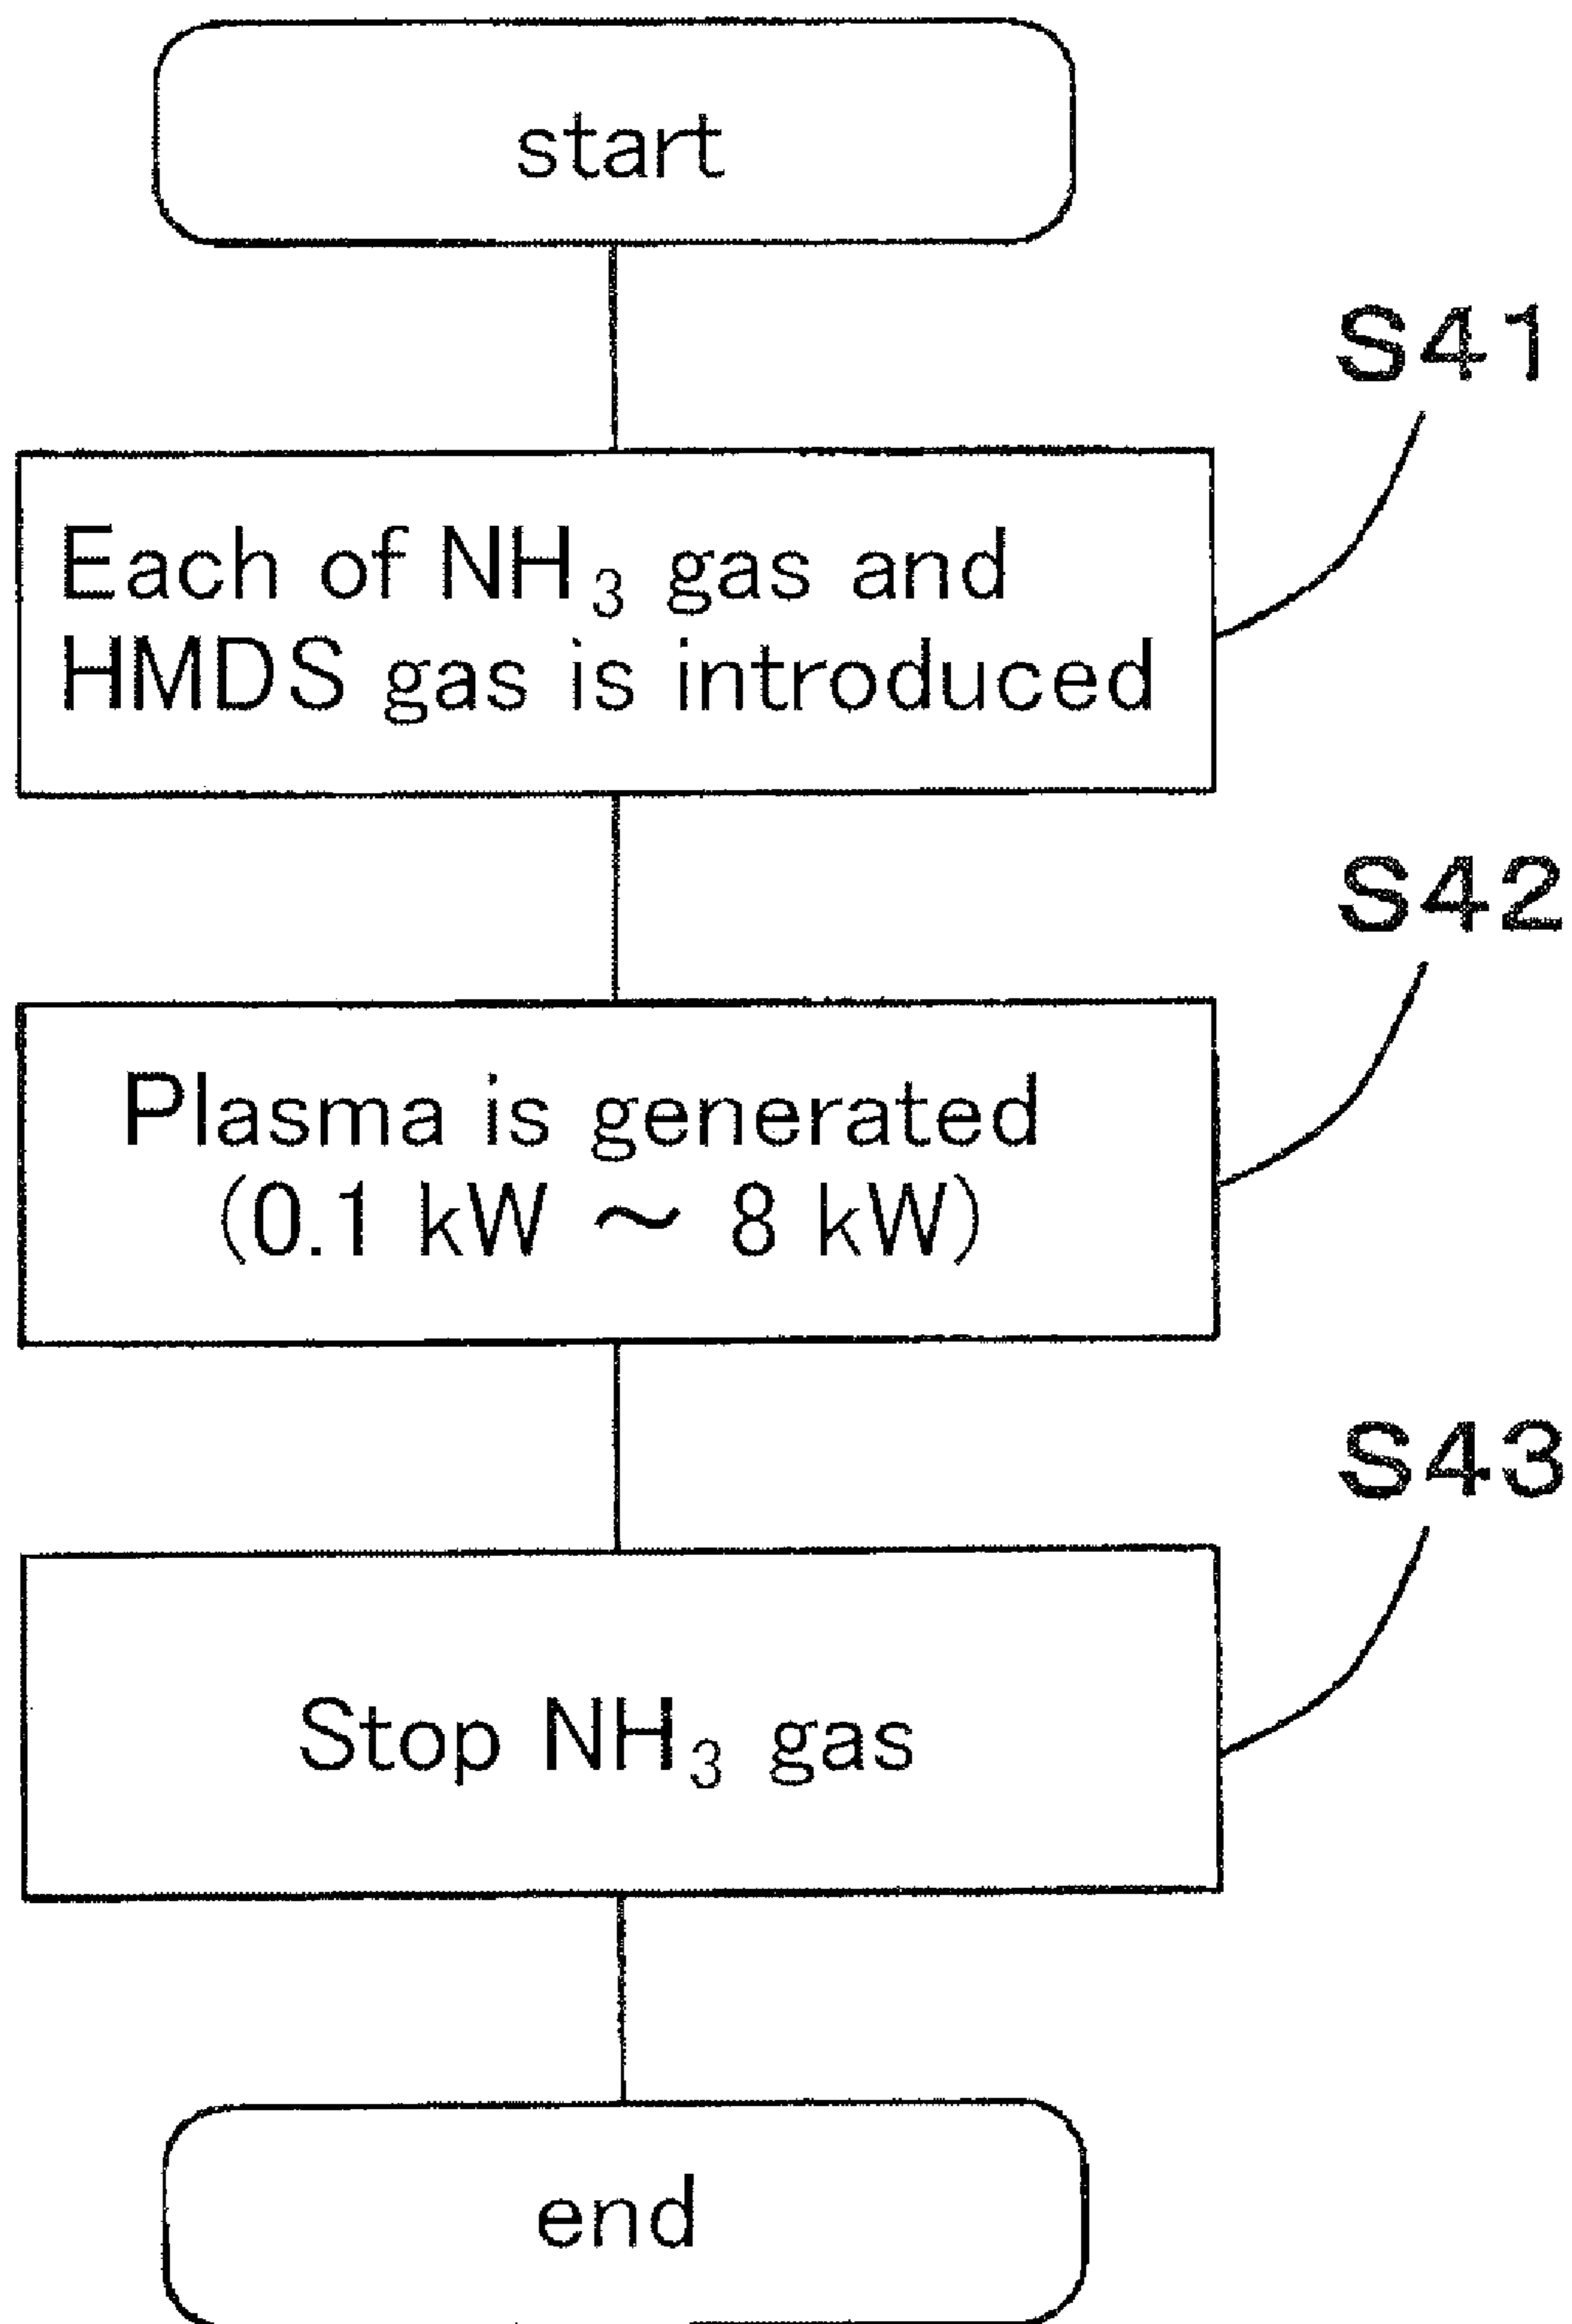 start
S41
Each of NH₃ gas and
HMDS gas is introduced
S42
Plasma is generated
(0.1 kW ~ 8 kW)
S43
Stop NH₃ gas
end